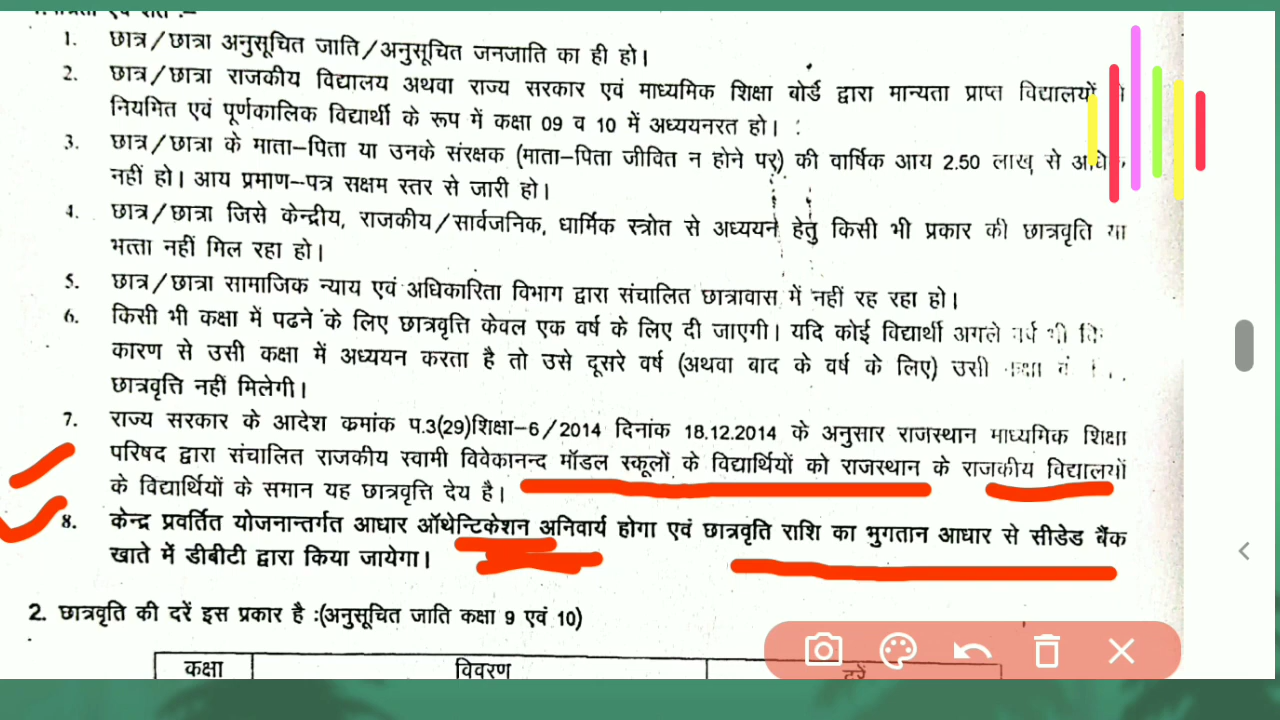 1. छात्र/छात्रा अनुसूचित जाति/अनुसूचित जनजाति का ही हो।
2. छात्र/छात्रा राजकीय विद्यालय अथवा राज्य सरकार एवं माध्यमिक शिक्षा बोर्ड द्वारा मान्यता प्राप्त विद्यालयों
नियमित एवं पूर्णकालिक विद्यार्थी के रूप में कक्षा 09 व 10 में अध्ययनरत हो।
3. छात्र/छात्रा के माता–पिता या उनके संरक्षक (माता–पिता जीवित न होने पर) की वार्षिक आय 2.50 लाख से अधिक
नहीं हो। आय प्रमाण–पत्र सक्षम स्तर से जारी हो।
4. छात्र/छात्रा जिसे केन्द्रीय, राजकीय/सार्वजनिक, धार्मिक स्त्रोत से अध्ययन हेतु किसी भी प्रकार की छात्रवृति या
भत्ता नहीं मिल रहा हो।
5. छात्र/छात्रा सामाजिक न्याय एवं अधिकारिता विभाग द्वारा संचालित छात्रावास में नहीं रह रहा हो।
6. किसी भी कक्षा में पढने के लिए छात्रवृत्ति केवल एक वर्ष के लिए दी जाएगी। यदि कोई विद्यार्थी अगले वर्ष भी
कारण से उसी कक्षा में अध्ययन करता है तो उसे दूसरे वर्ष (अथवा बाद के वर्ष के लिए) उसी
छात्रवृत्ति नहीं मिलेगी।
7. राज्य सरकार के आदेश क्रमांक प.3(29)शिक्षा–6/2014 दिनांक 18.12.2014 के अनुसार राजस्थान माध्यमिक शिक्षा
परिषद द्वारा संचालित राजकीय स्वामी विवेकानन्द मॉडल स्कूलों के विद्यार्थियों को राजस्थान के राजकीय विद्यालयों
के विद्यार्थियों के समान यह छात्रवृत्ति देय है।
8. केन्द्र प्रवर्तित योजनान्तर्गत आधार ऑथेन्टिकेशन अनिवार्य होगा एवं छात्रवृति राशि का भुगतान आधार से सीडेड बैंक
खाते में डीबीटी द्वारा किया जायेगा।
2. छात्रवृति की दरें इस प्रकार है :(अनुसूचित जाति कक्षा 9 एवं 10)
कक्षा विवरण दरें